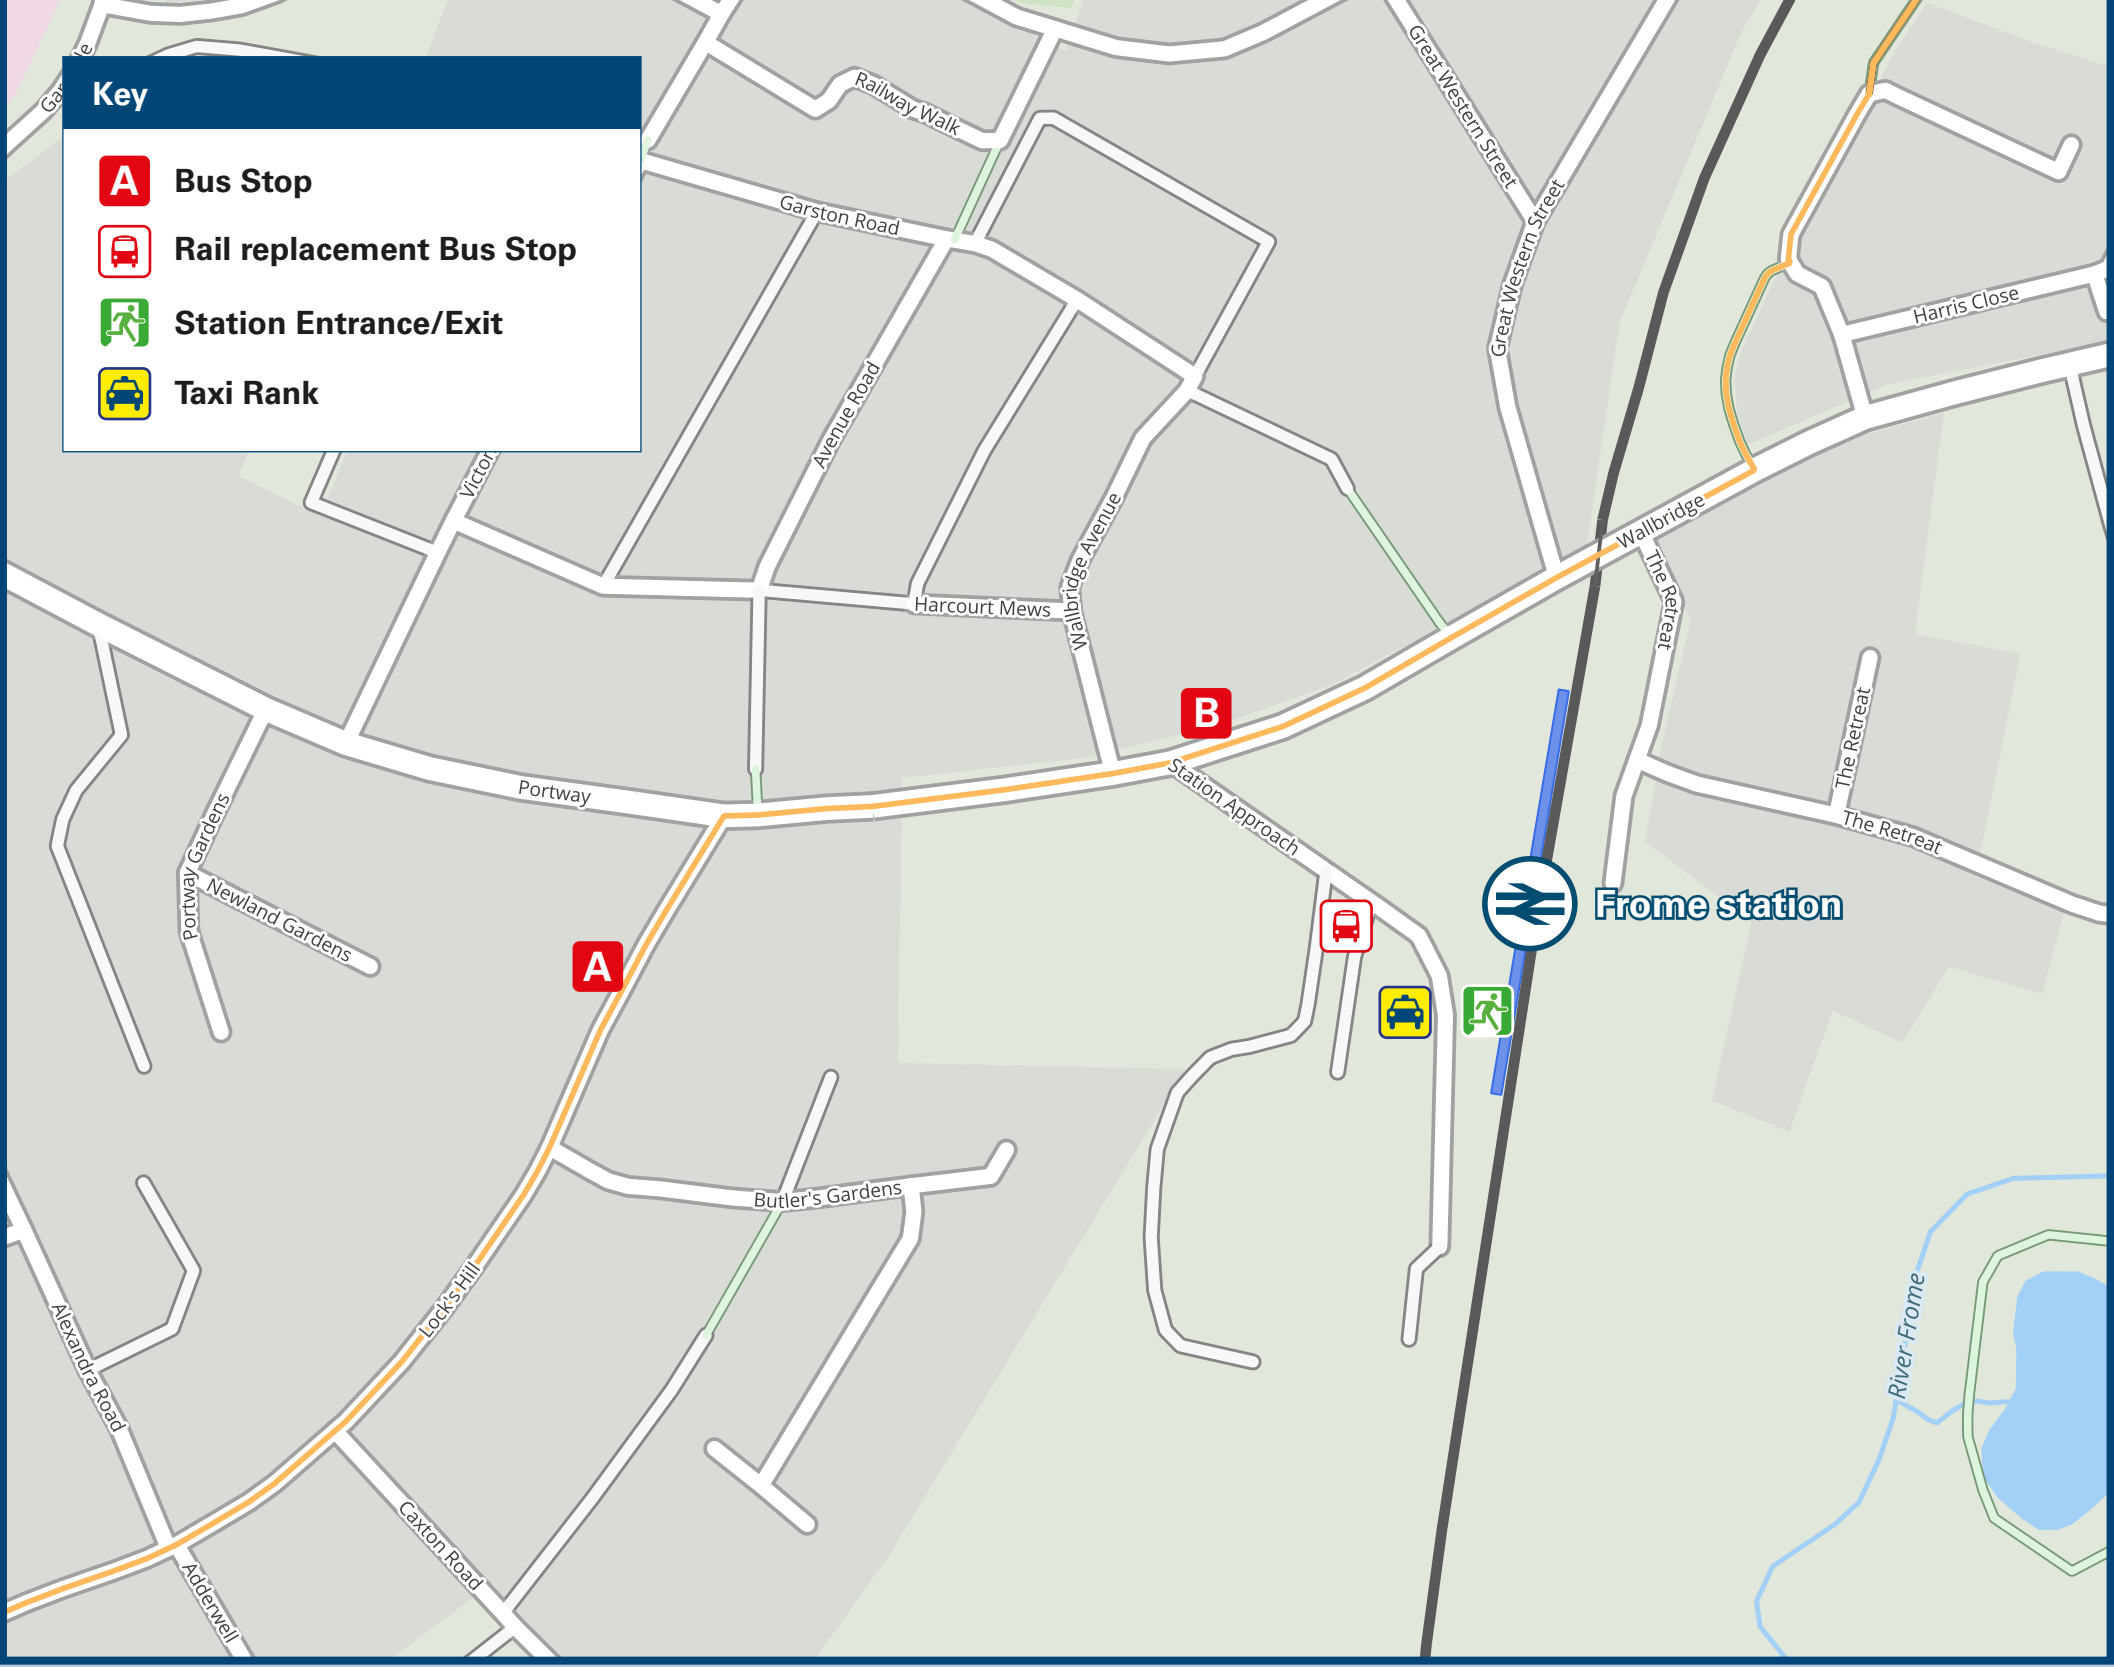 Key
A
Bus Stop
Rail replacement Bus Stop
Station Entrance/Exit
Taxi Rank
Railway Walk
Great Western Street
Garston Road
Great Western Street
Harris Close
Avenue Road
Wallbridge Avenue
Wallbridge
The Retreat
Harcourt Mews
B
The Retreat
Portway
Station Approach
The Retreat
Portway Gardens
Newland Gardens
A
Frome station
Butler's Gardens
Lock's Hill
Alexandra Road
River Frome
Caxton Road
Adderwell